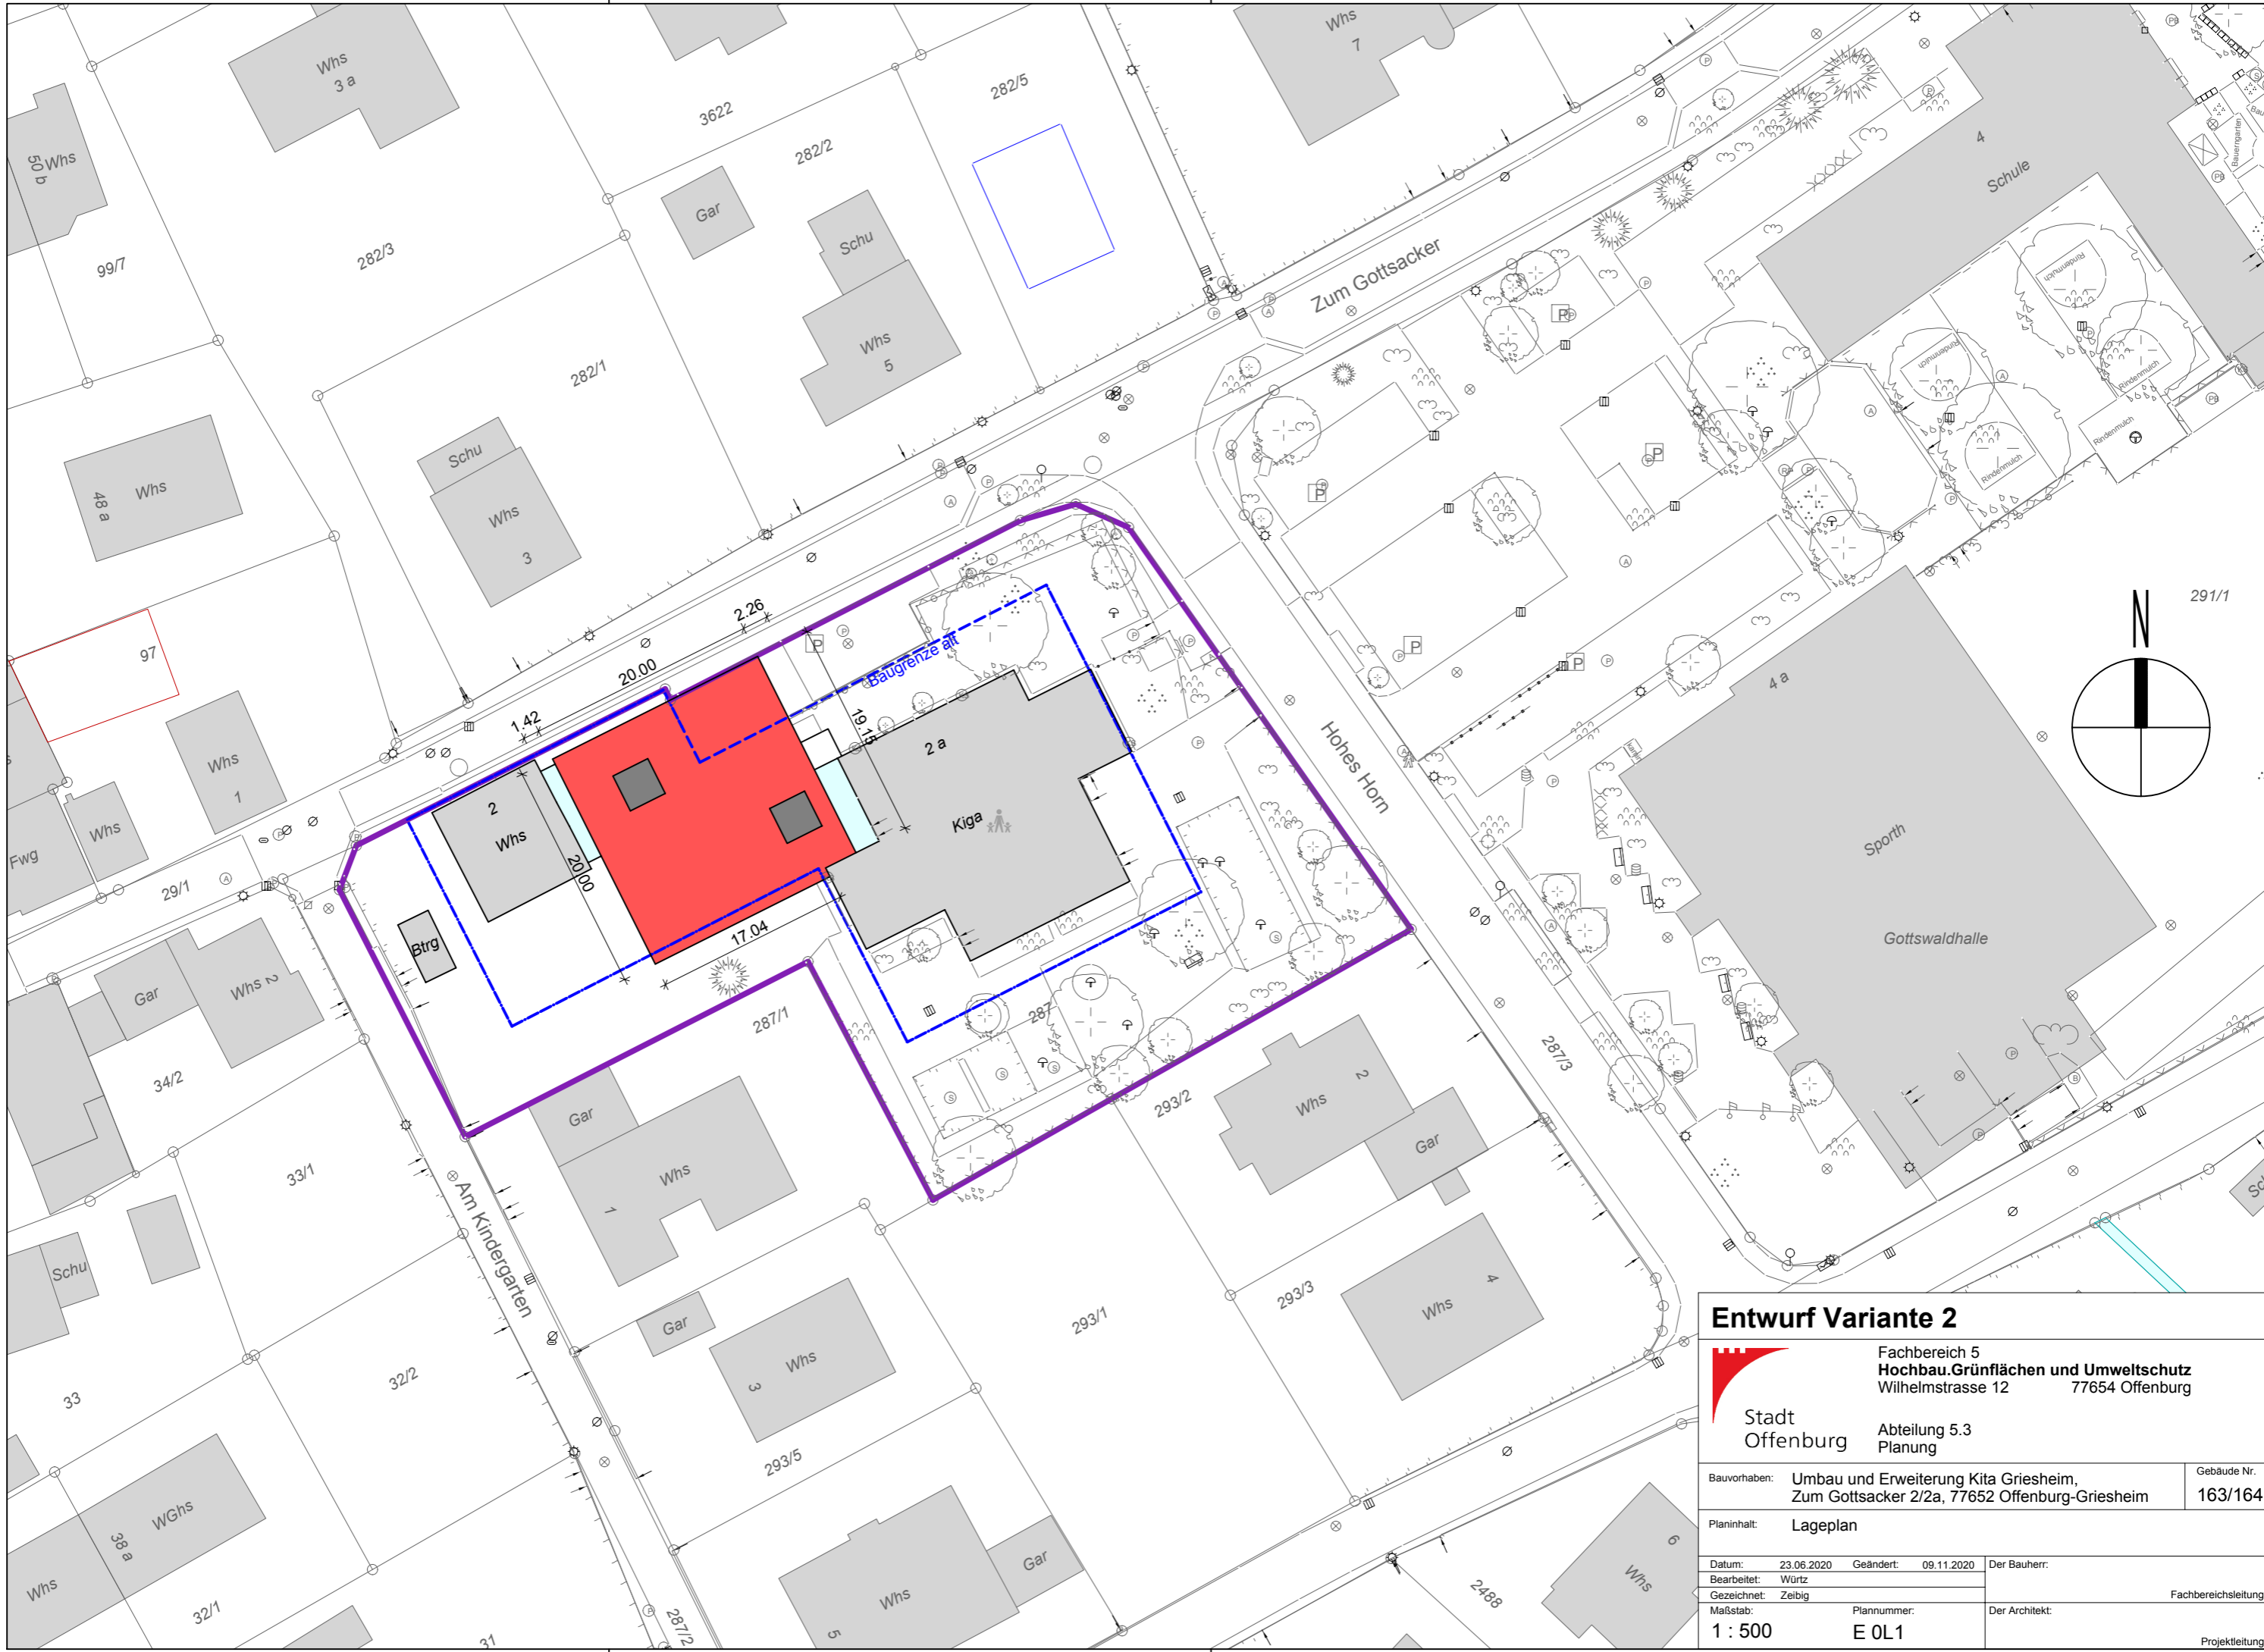 Whs
7
Whs
3 a
282/5
3622
282/2
50 b
Whs
Gar
Schu
4
Schule
Bauerngarten
99/7
282/3
Whs
5
Zum Gottsacker
Rindenmulch
Rindenmulch
Rindenmulch
Rindenmulch
Rindenmulch
282/1
Schu
48 a
Whs
Whs
3
P
P
P
P
P
P
N
291/1
97
2.26
20.00
1.42
Baugrenze alt
19.15
2 a
4 a
Whs
1
Whs
Fwg
2
Whs
20.00
Kiga
Hohes Horn
Sporth
Gottswaldhalle
29/1
Btrg
17.04
Gar
Whs 2
287/1
287
34/2
287/3
Gar
Whs
1
293/2
Whs
2
Gar
33/1
Am Kindergarten
Schu
Gar
Whs
3
293/1
293/3
Whs
4
33
32/2
293/5
38 a
WGhs
Whs
Whs
5
Gar
2488
6
Whs
32/1
31
287/2
Entwurf Variante 2
Fachbereich 5
Hochbau.Grünflächen und Umweltschutz
Wilhelmstrasse 12 77654 Offenburg
Stadt
Offenburg
Abteilung 5.3
Planung
Bauvorhaben: Umbau und Erweiterung Kita Griesheim,
Zum Gottsacker 2/2a, 77652 Offenburg-Griesheim
Gebäude Nr.
163/164
Planinhalt: Lageplan
Datum: 23.06.2020 Geändert: 09.11.2020 Der Bauherr:
Bearbeitet: Würtz
Gezeichnet: Zeibig Fachbereichsleitung
Maßstab: Plannummer: Der Architekt:
1 : 500 E 0L1
Projektleitung